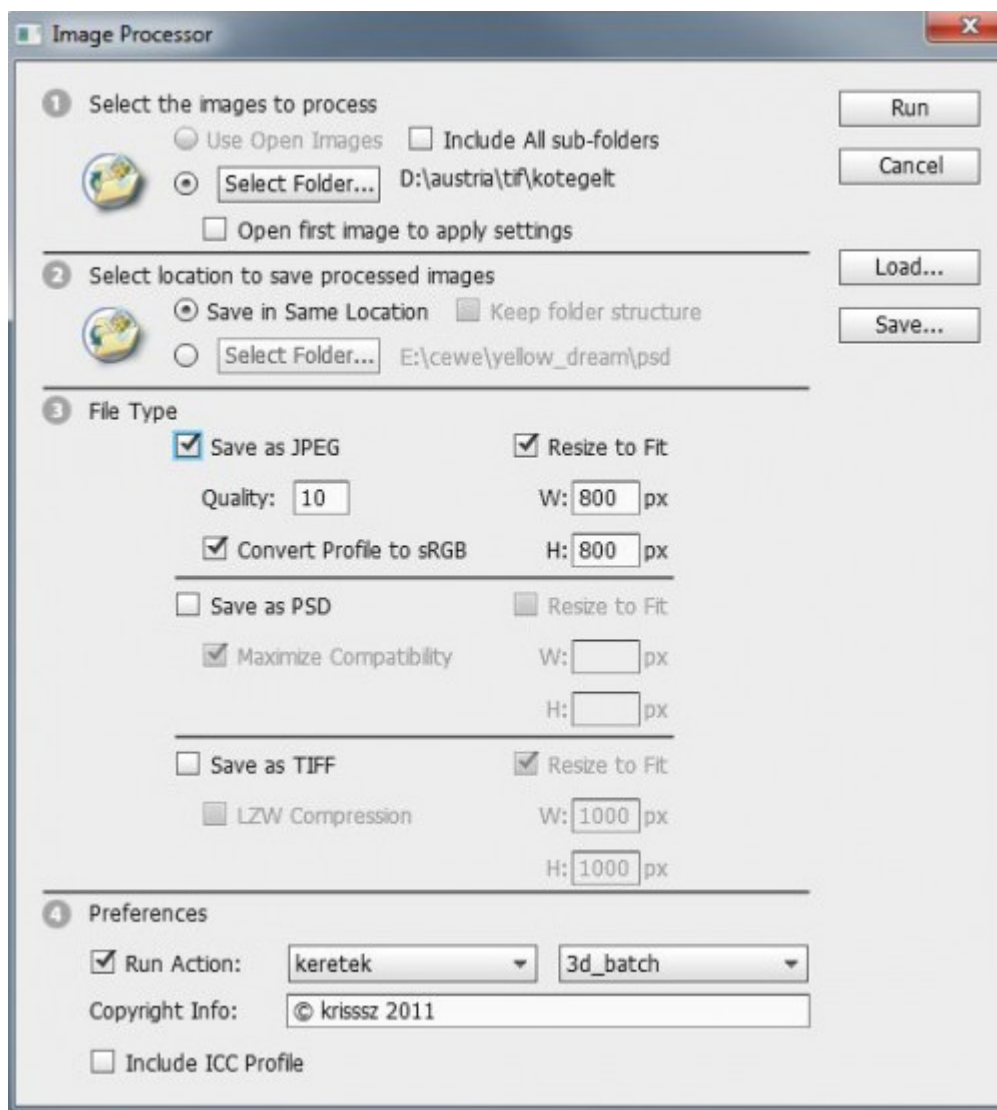 Image Processor
1 Select the images to process
Use Open Images Include All sub-folders
Select Folder... D:\austria\tif\kotegelt
Open first image to apply settings
Run
Cancel
2 Select location to save processed images
Save in Same Location Keep folder structure
Select Folder... E:\cewe\yellow_dream\psd
Load...
Save...
3 File Type
Save as JPEG Resize to Fit
Quality: 10 W: 800 px
Convert Profile to sRGB H: 800 px
Save as PSD Resize to Fit
Maximize Compatibility W: px
H: px
Save as TIFF Resize to Fit
LZW Compression W: 1000 px
H: 1000 px
4 Preferences
Run Action: keretek 3d_batch
Copyright Info: © krisssz 2011
Include ICC Profile